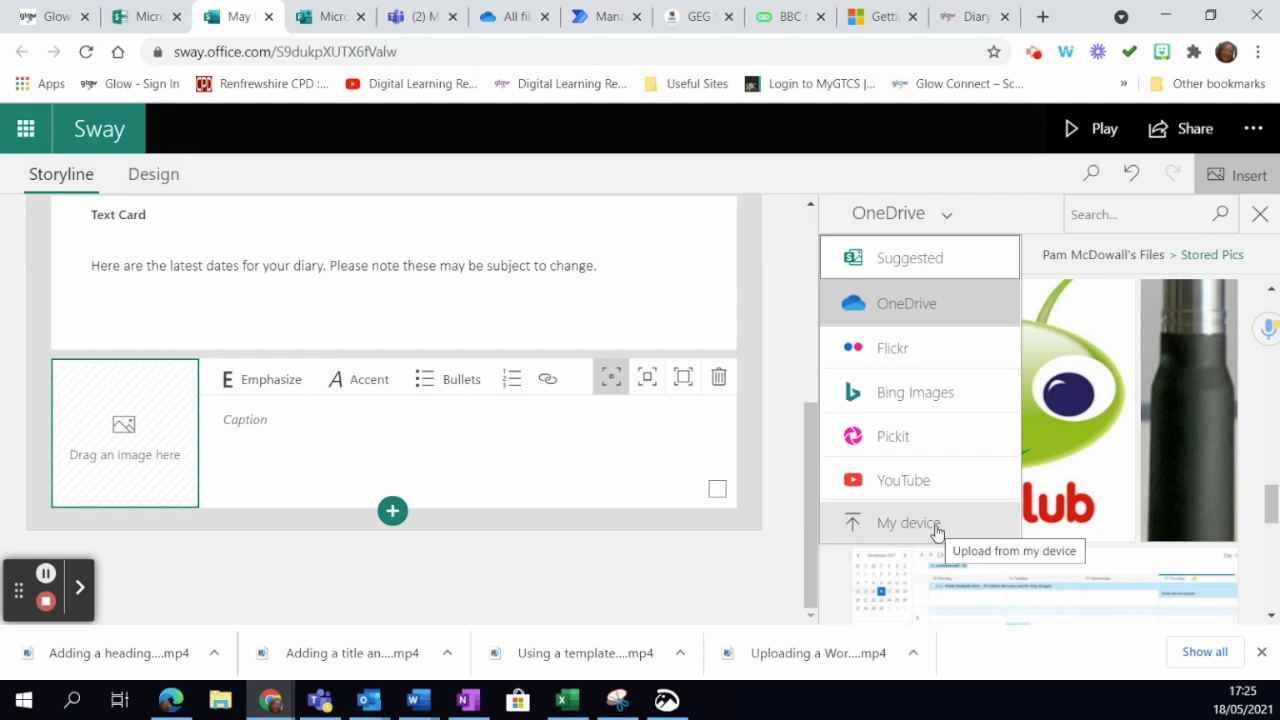 Glow
Micro
May
Micro
(2) M
All file
Mana
GEG S
BBC r
Getti
Diary
sway.office.com/S9dukpXUTX6fValw
Apps
Glow - Sign In
Renfrewshire CPD :...
Digital Learning Re...
Digital Learning Re...
Useful Sites
Login to MyGTCS |...
Glow Connect – Sc...
»
Other bookmarks
Sway
Play
Share
Storyline
Design
Insert
Text Card
Here are the latest dates for your diary. Please note these may be subject to change.
Drag an image here
E Emphasize
A Accent
Bullets
Caption
OneDrive
Search...
Suggested
OneDrive
Flickr
Bing Images
Pickit
YouTube
My device
Upload from my device
Pam McDowall's Files > Stored Pics
lub
Adding a heading....mp4
Adding a title an....mp4
Using a template....mp4
Uploading a Wor....mp4
Show all
17:25
18/05/2021